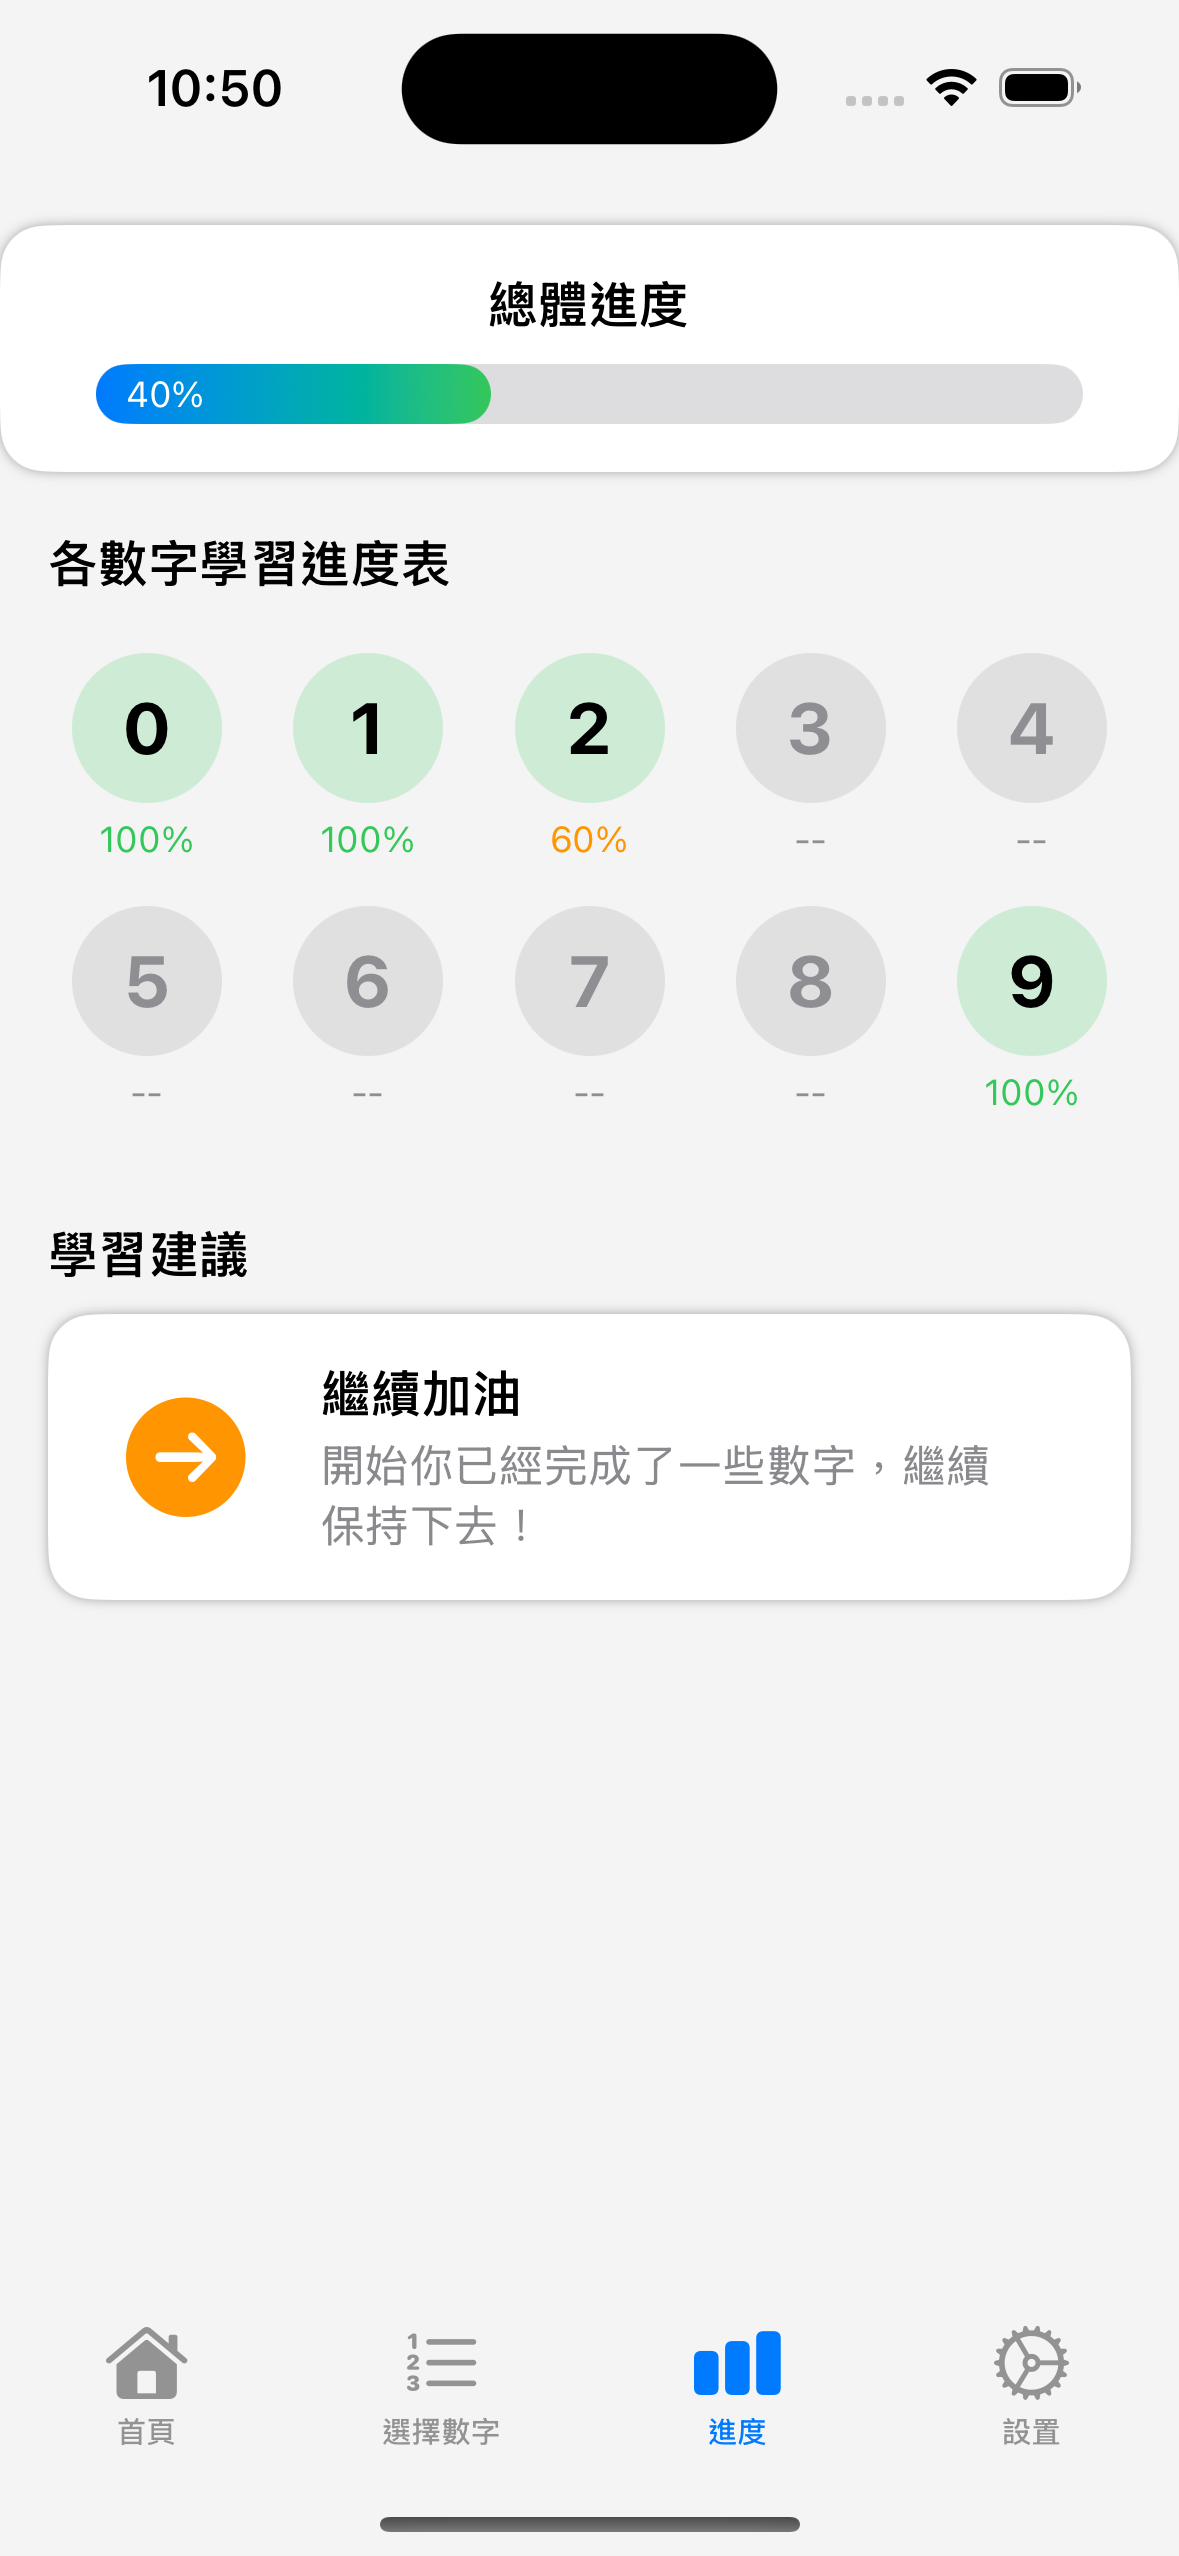 10:50
總體進度
40%
各數字學習進度表
0 1 2 3 4
100% 100% 60% -- --
5 6 7 8 9
-- -- -- -- 100%
學習建議
繼續加油
開始你已經完成了一些數字，繼續
保持下去！
1
2
3
首頁 選擇數字 進度 設置